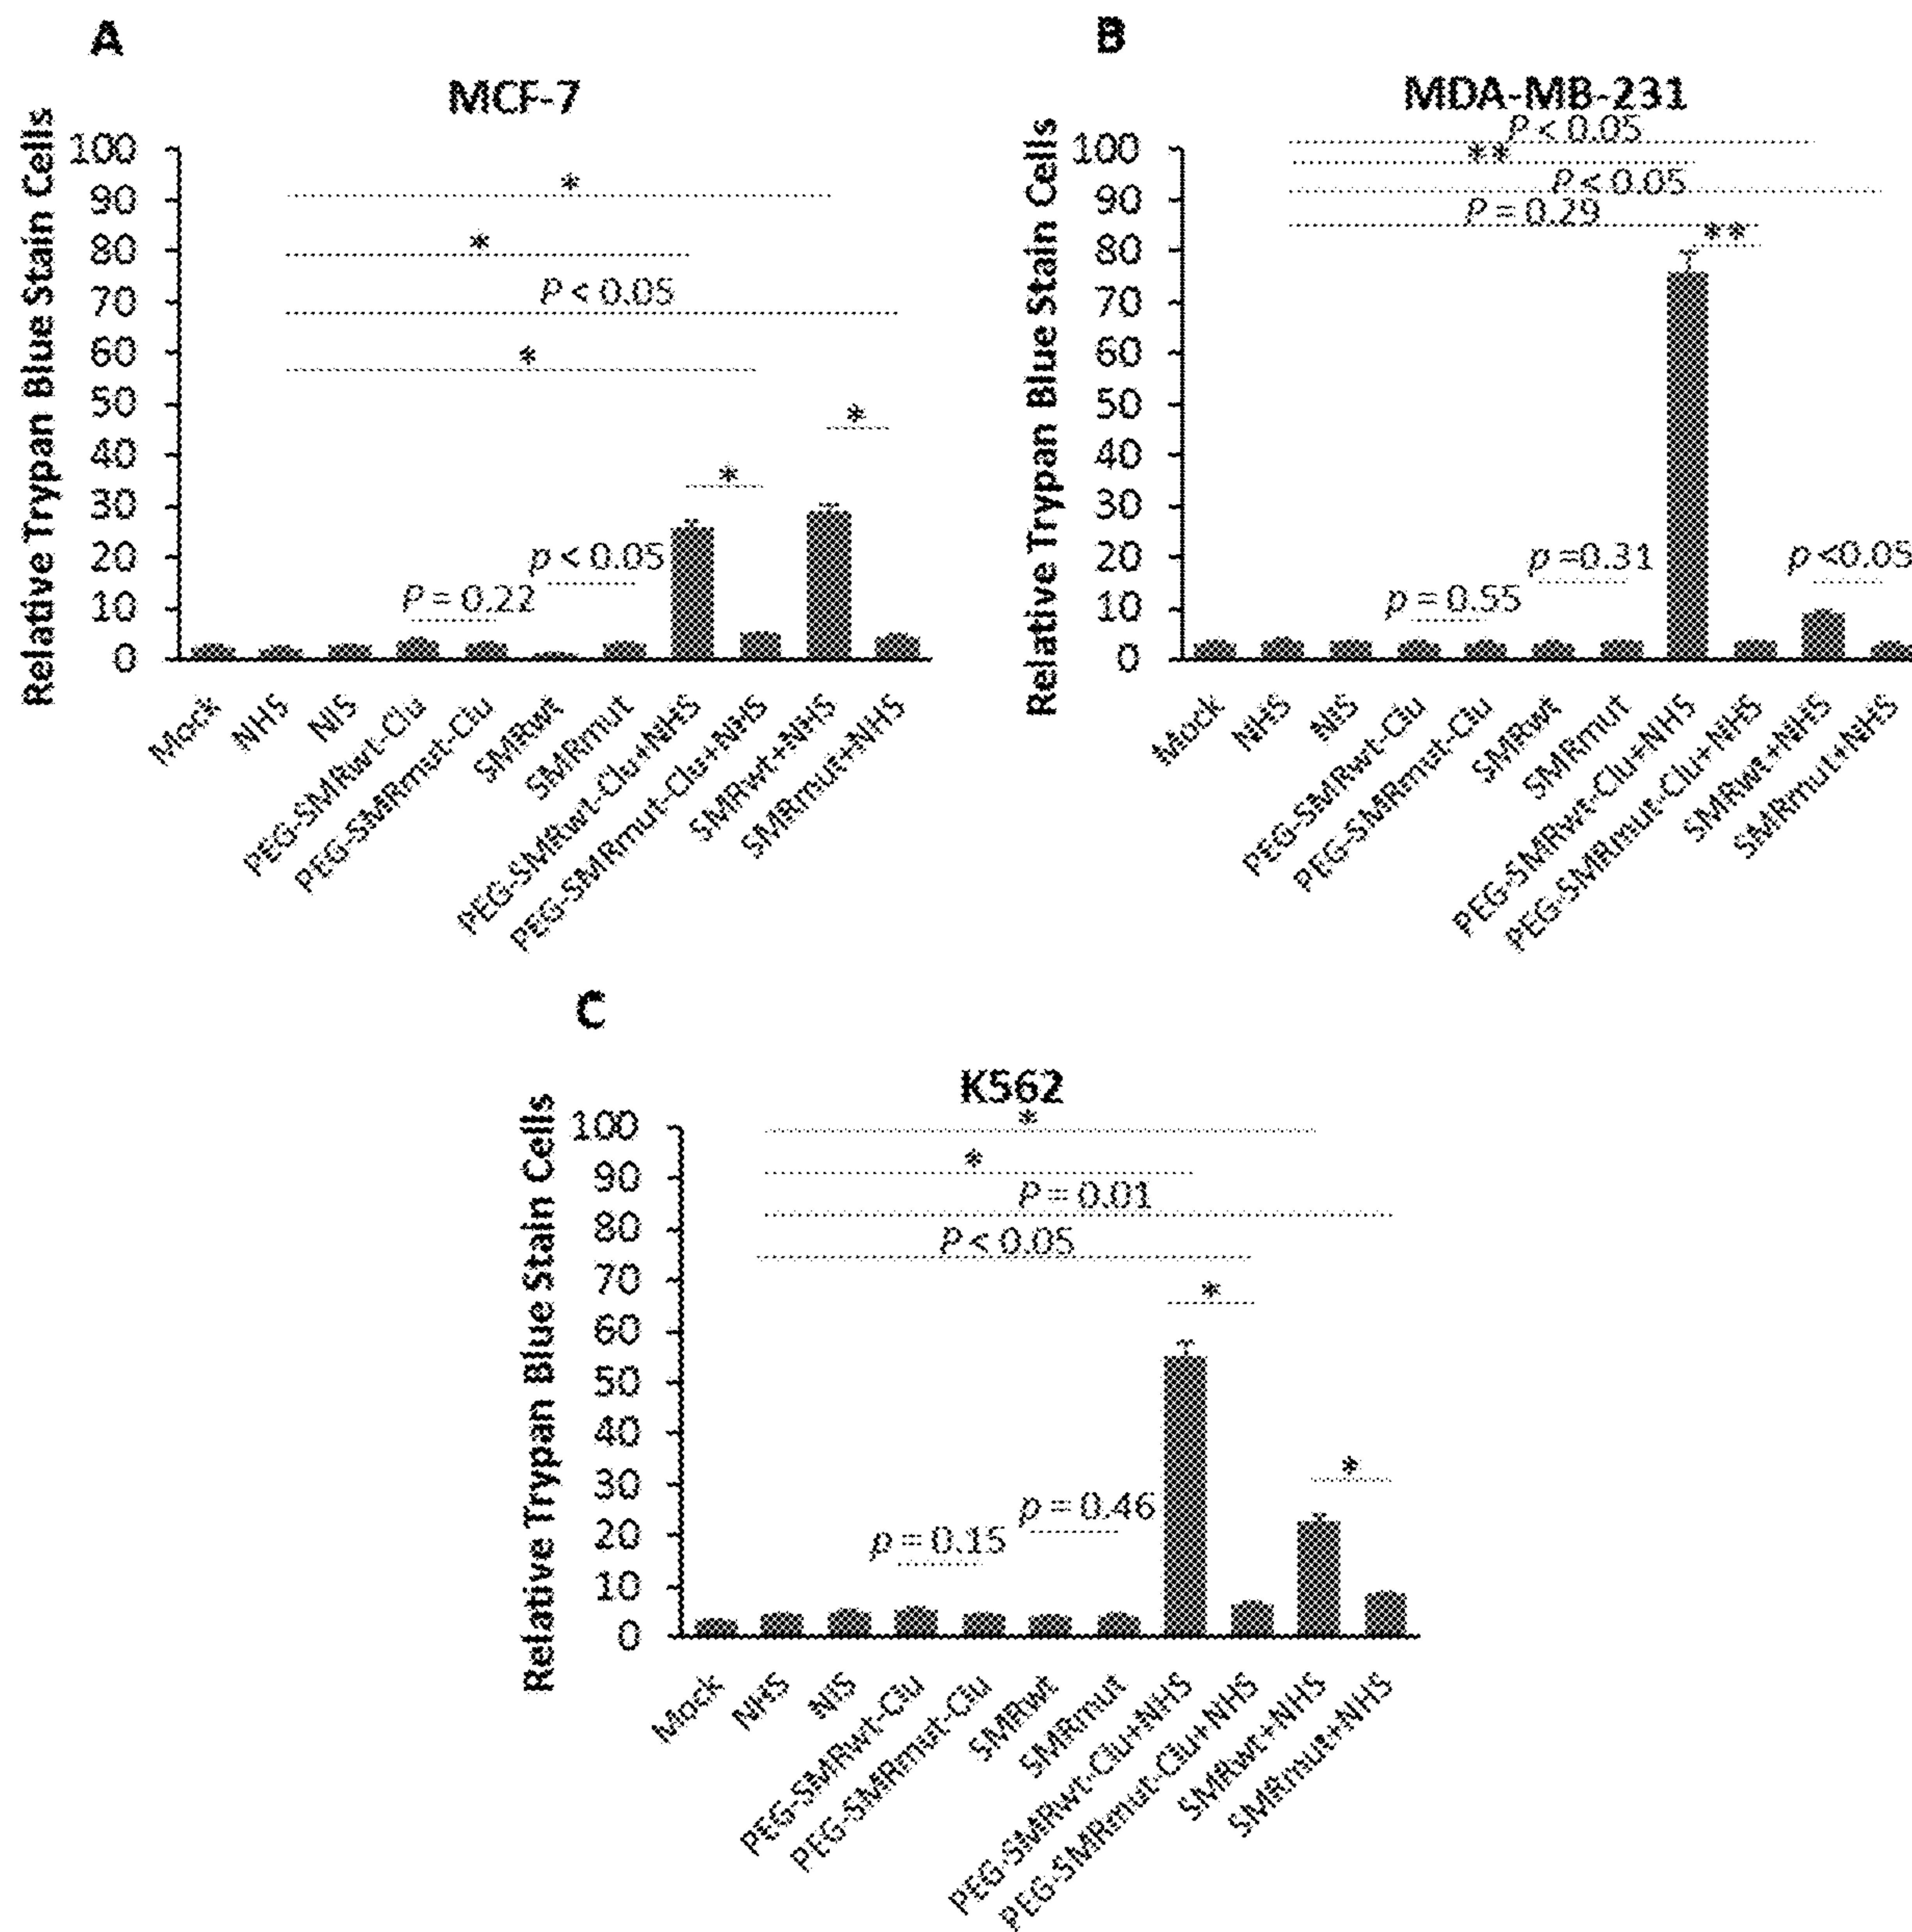 A
MCF-7
Relative Trypan Blue Stain Cells
100
90
80
70
60
50
40
30
20
10
0
*
*
P < 0.05
*
*
*
p < 0.05
P = 0.22
Mock
NHS
NIS
PEG-SMRwt-Clu
PEG-SMRmut-Clu
SMRwt
SMRmut
PEG-SMRwt-Clu+NHS
PEG-SMRmut-Clu+NHS
SMRwt+NHS
SMRmut+NHS
B
MDA-MB-231
Relative Trypan Blue Stain Cells
100
90
80
70
60
50
40
30
20
10
0
P < 0.05
**
P < 0.05
P = 0.29
**
p =0.31
p <0.05
p = 0.55
Mock
NHS
NIS
PEG-SMRwt-Clu
PEG-SMRmut-Clu
SMRwt
SMRmut
PEG-SMRwt-Clu+NHS
PEG-SMRmut-Clu+NHS
SMRwt+NHS
SMRmut+NHS
C
K562
Relative Trypan Blue Stain Cells
100
90
80
70
60
50
40
30
20
10
0
*
*
P = 0.01
P < 0.05
*
*
p = 0.46
p = 0.15
Mock
NHS
NIS
PEG-SMRwt-Clu
PEG-SMRmut-Clu
SMRwt
SMRmut
PEG-SMRwt-Clu+NHS
PEG-SMRmut-Clu+NHS
SMRwt+NHS
SMRmut+NHS